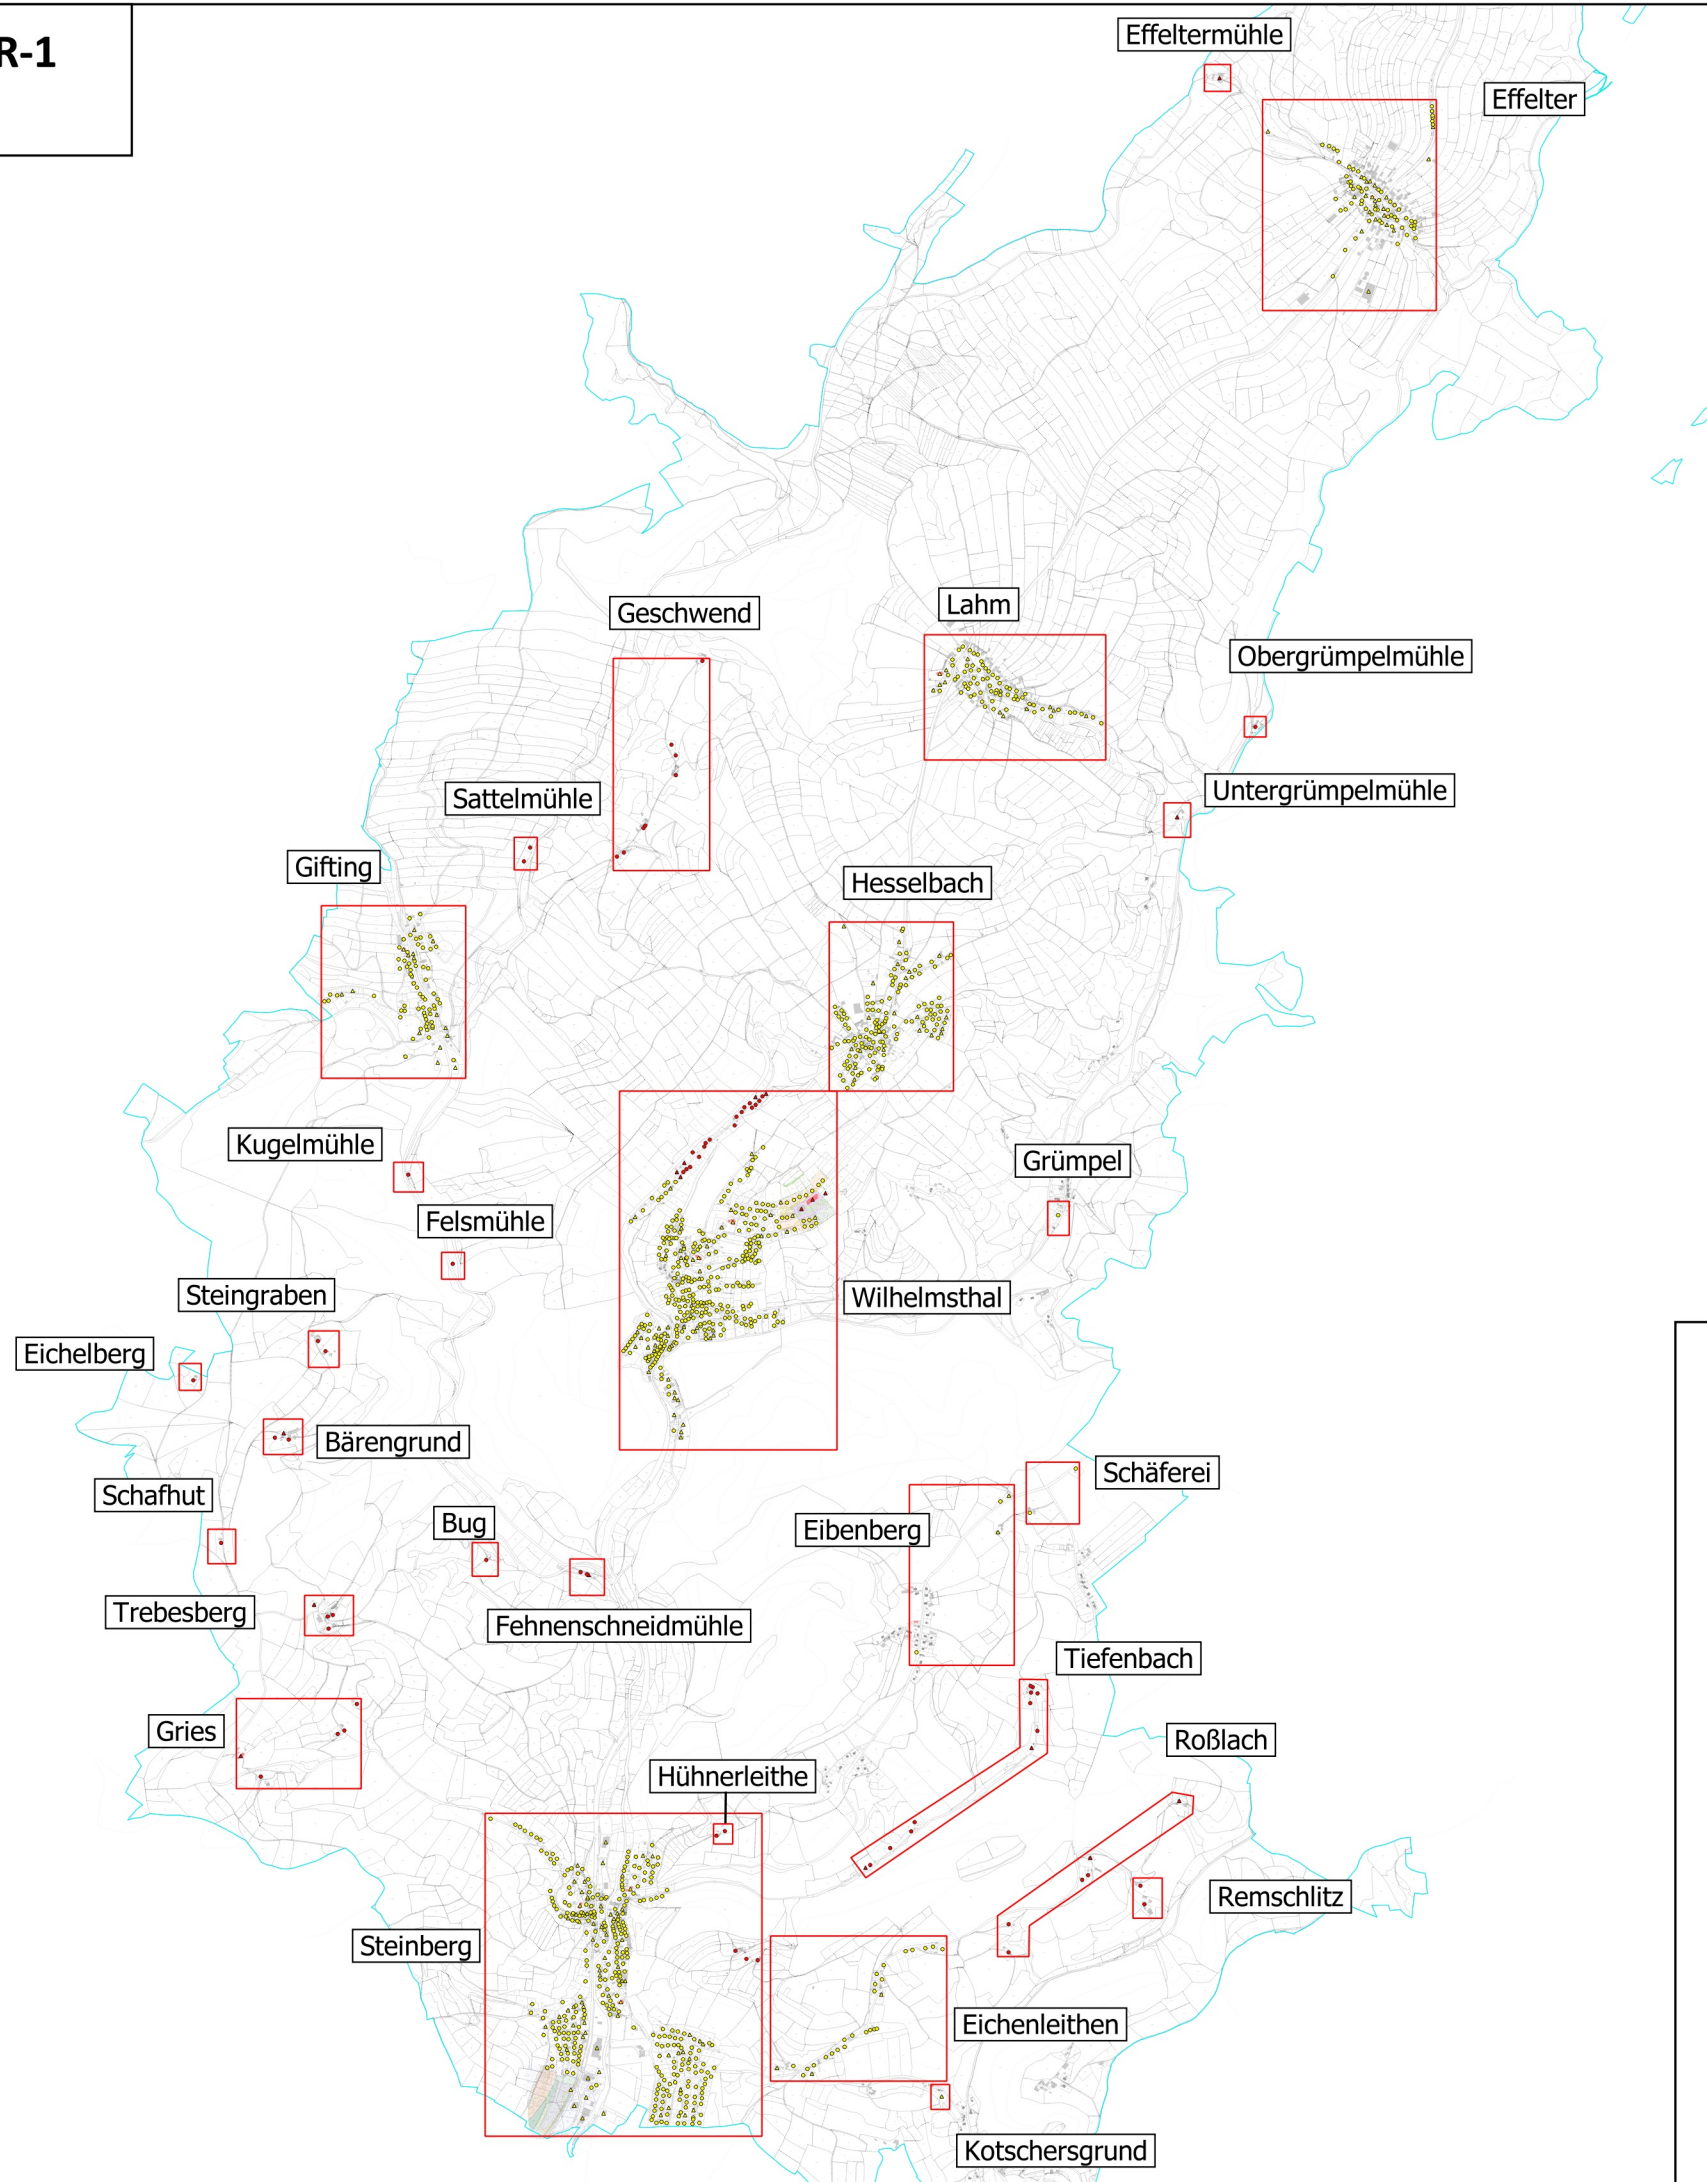 R-1
Effeltermühle
Effelter
Geschwend
Lahm
Obergrümpelmühle
Sattelmühle
Untergrümpelmühle
Gifting
Hesselbach
Kugelmühle
Grümpel
Felsmühle
Steingraben
Wilhelmsthal
Eichelberg
Bärengrund
Schäferei
Schafhut
Bug
Eibenberg
Trebesberg
Fehnenschneidmühle
Tiefenbach
Gries
Roßlach
Hühnerleithe
Remschlitz
Steinberg
Eichenleithen
Kotschersgrund